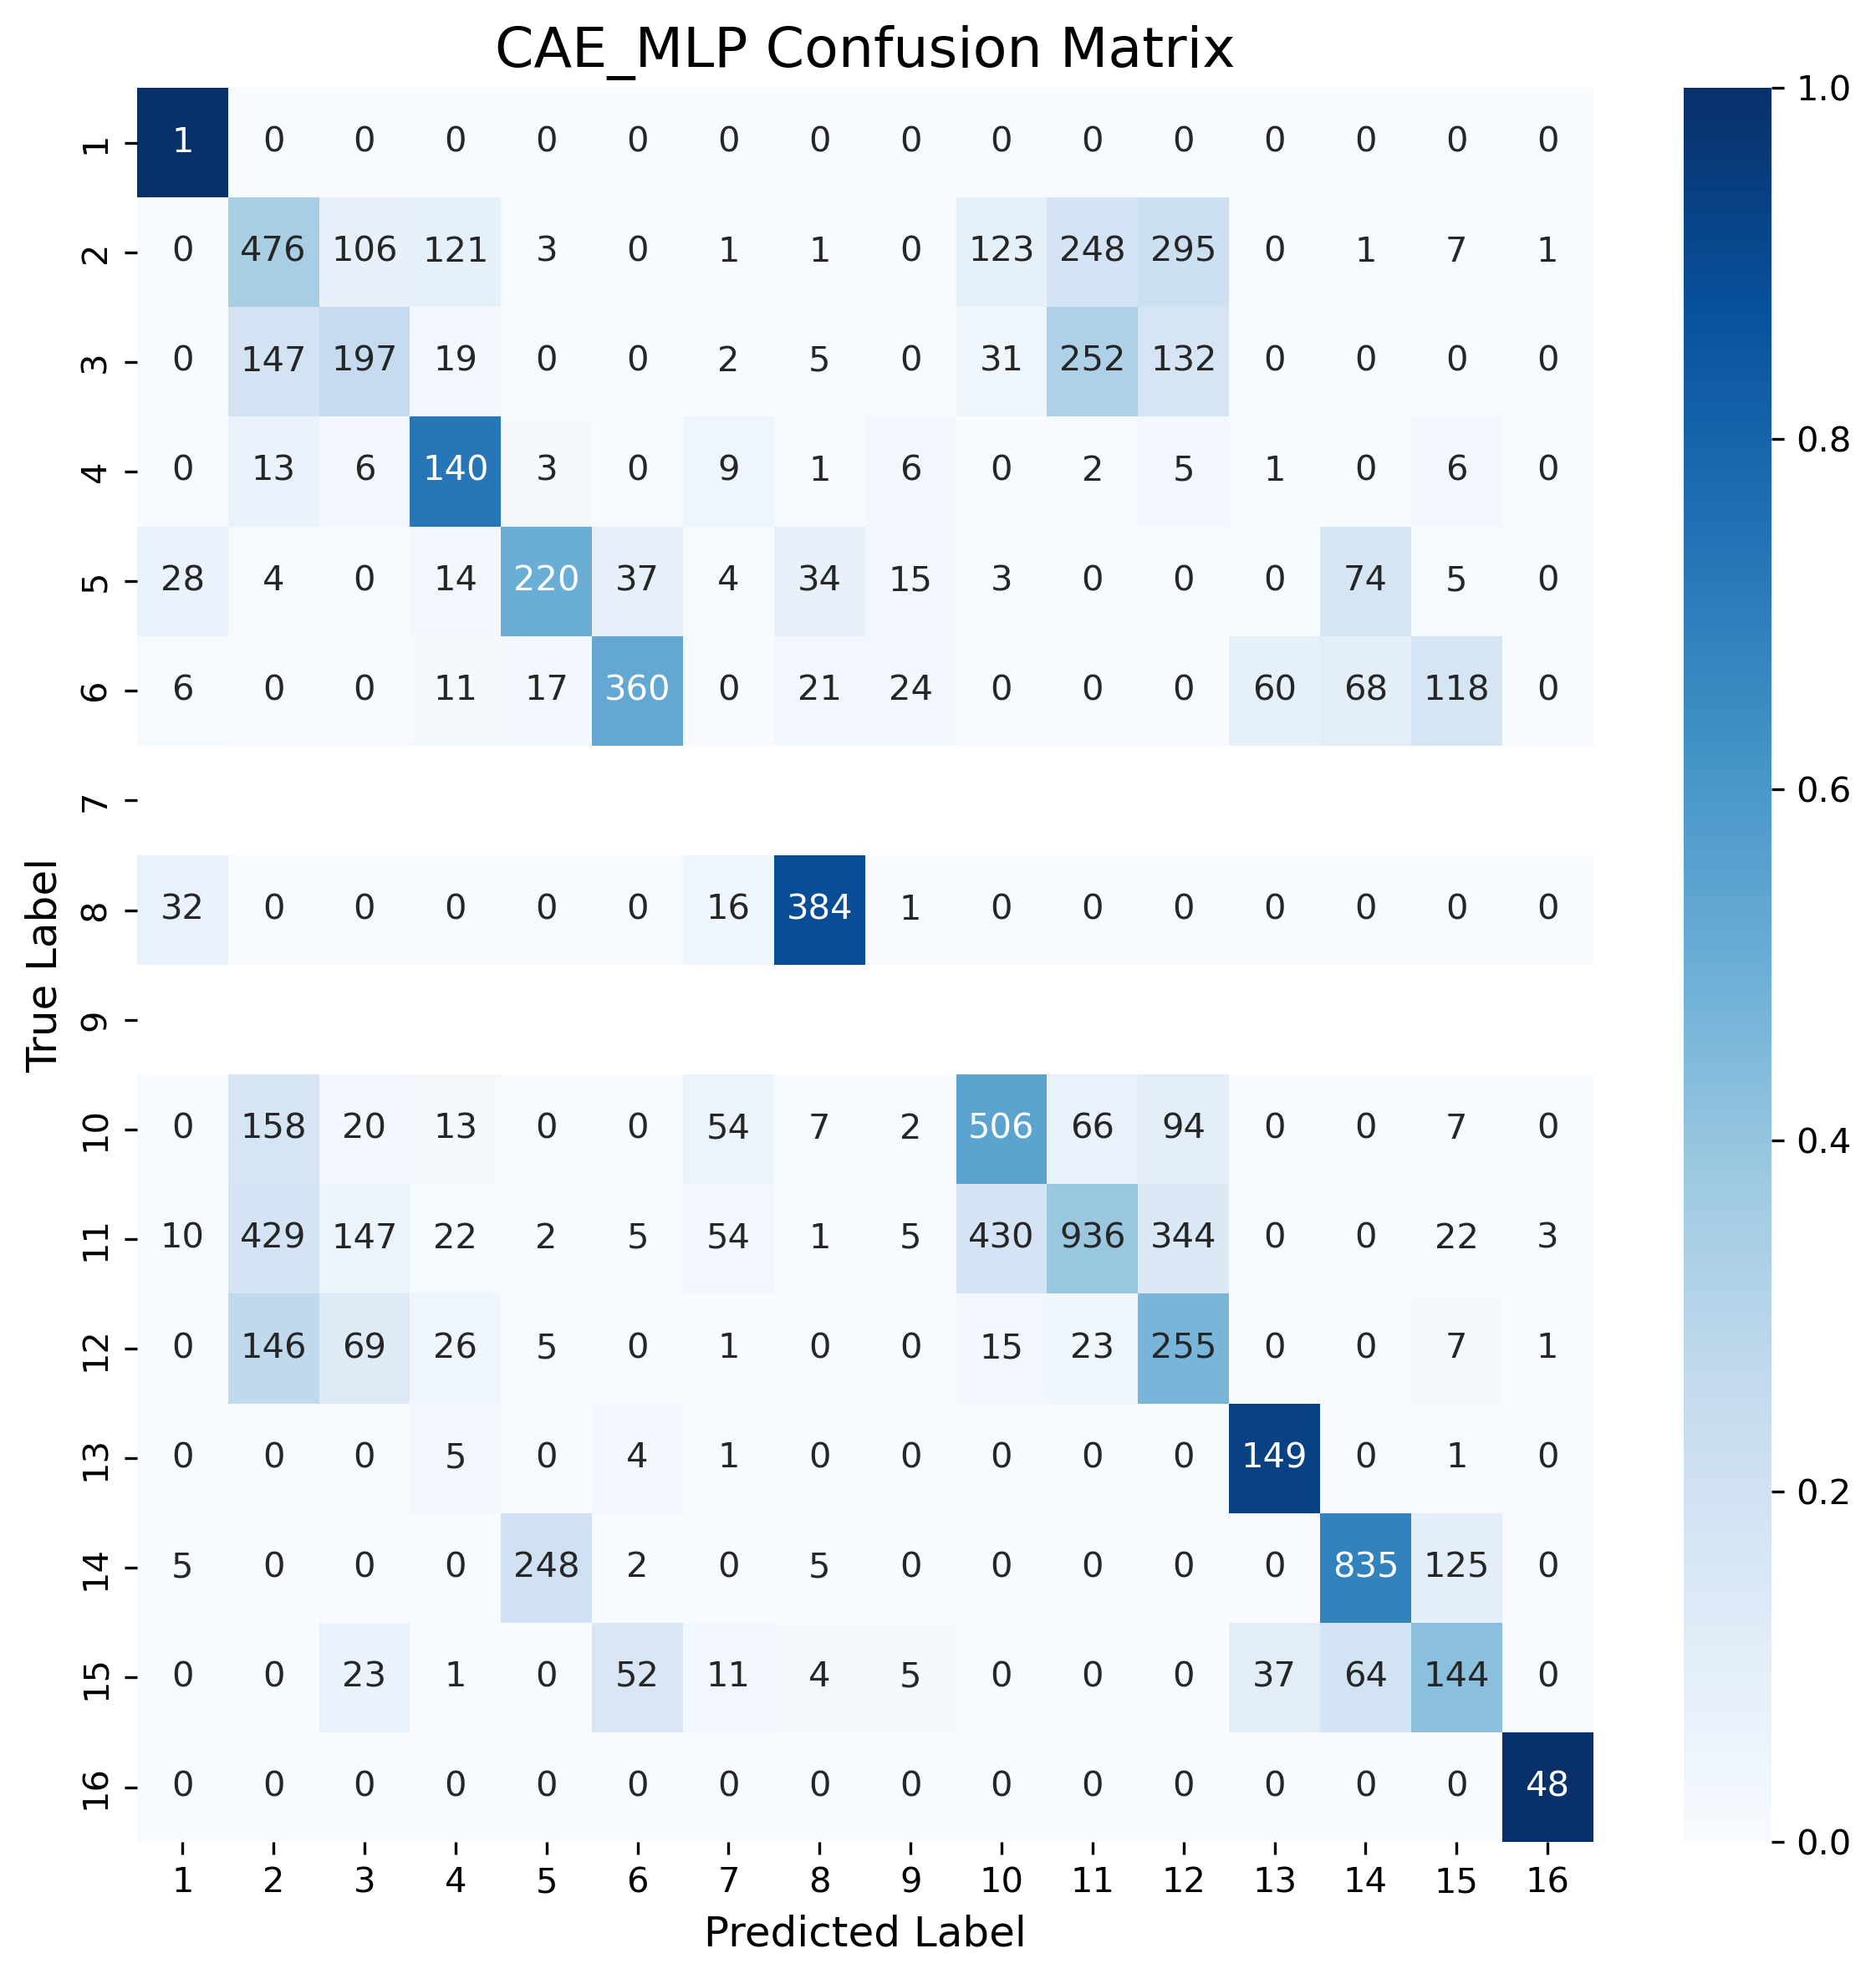 CAE_MLP Confusion Matrix
1 1 0 0 0 0 0 0 0 0 0 0 0 0 0 0 0
2 0 476 106 121 3 0 1 1 0 123 248 295 0 1 7 1
3 0 147 197 19 0 0 2 5 0 31 252 132 0 0 0 0
4 0 13 6 140 3 0 9 1 6 0 2 5 1 0 6 0
5 28 4 0 14 220 37 4 34 15 3 0 0 0 74 5 0
6 6 0 0 11 17 360 0 21 24 0 0 0 60 68 118 0
7
8 32 0 0 0 0 0 16 384 1 0 0 0 0 0 0 0
9
10 0 158 20 13 0 0 54 7 2 506 66 94 0 0 7 0
11 10 429 147 22 2 5 54 1 5 430 936 344 0 0 22 3
12 0 146 69 26 5 0 1 0 0 15 23 255 0 0 7 1
13 0 0 0 5 0 4 1 0 0 0 0 0 149 0 1 0
14 5 0 0 0 248 2 0 5 0 0 0 0 0 835 125 0
15 0 0 23 1 0 52 11 4 5 0 0 0 37 64 144 0
16 0 0 0 0 0 0 0 0 0 0 0 0 0 0 0 48
1 2 3 4 5 6 7 8 9 10 11 12 13 14 15 16
Predicted Label
True Label
1.0
0.8
0.6
0.4
0.2
0.0